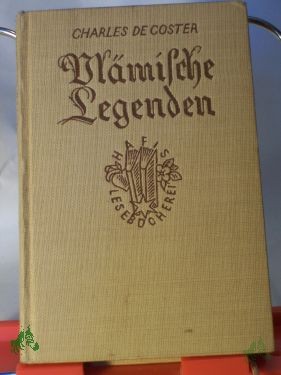 CHARLES DE COSTER
Vlämische
Legenden
HAFIS
LESEBÜCHEREI